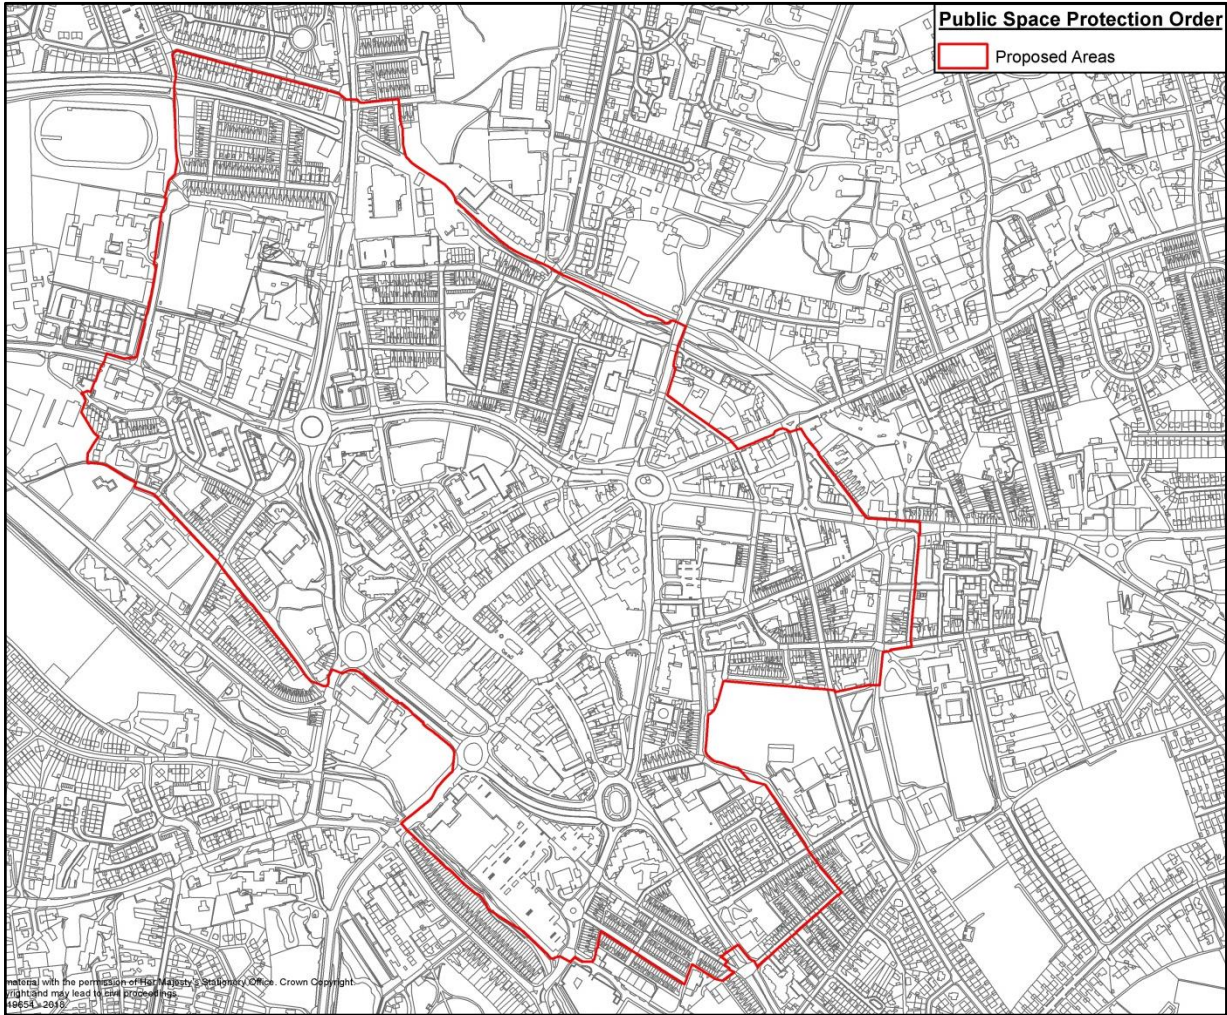 Public Space Protection Order
Proposed Areas
material with the permission of Her Majesty's Stationery Office. Crown Copyright.
yright and may lead to civil proceedings.
2018.